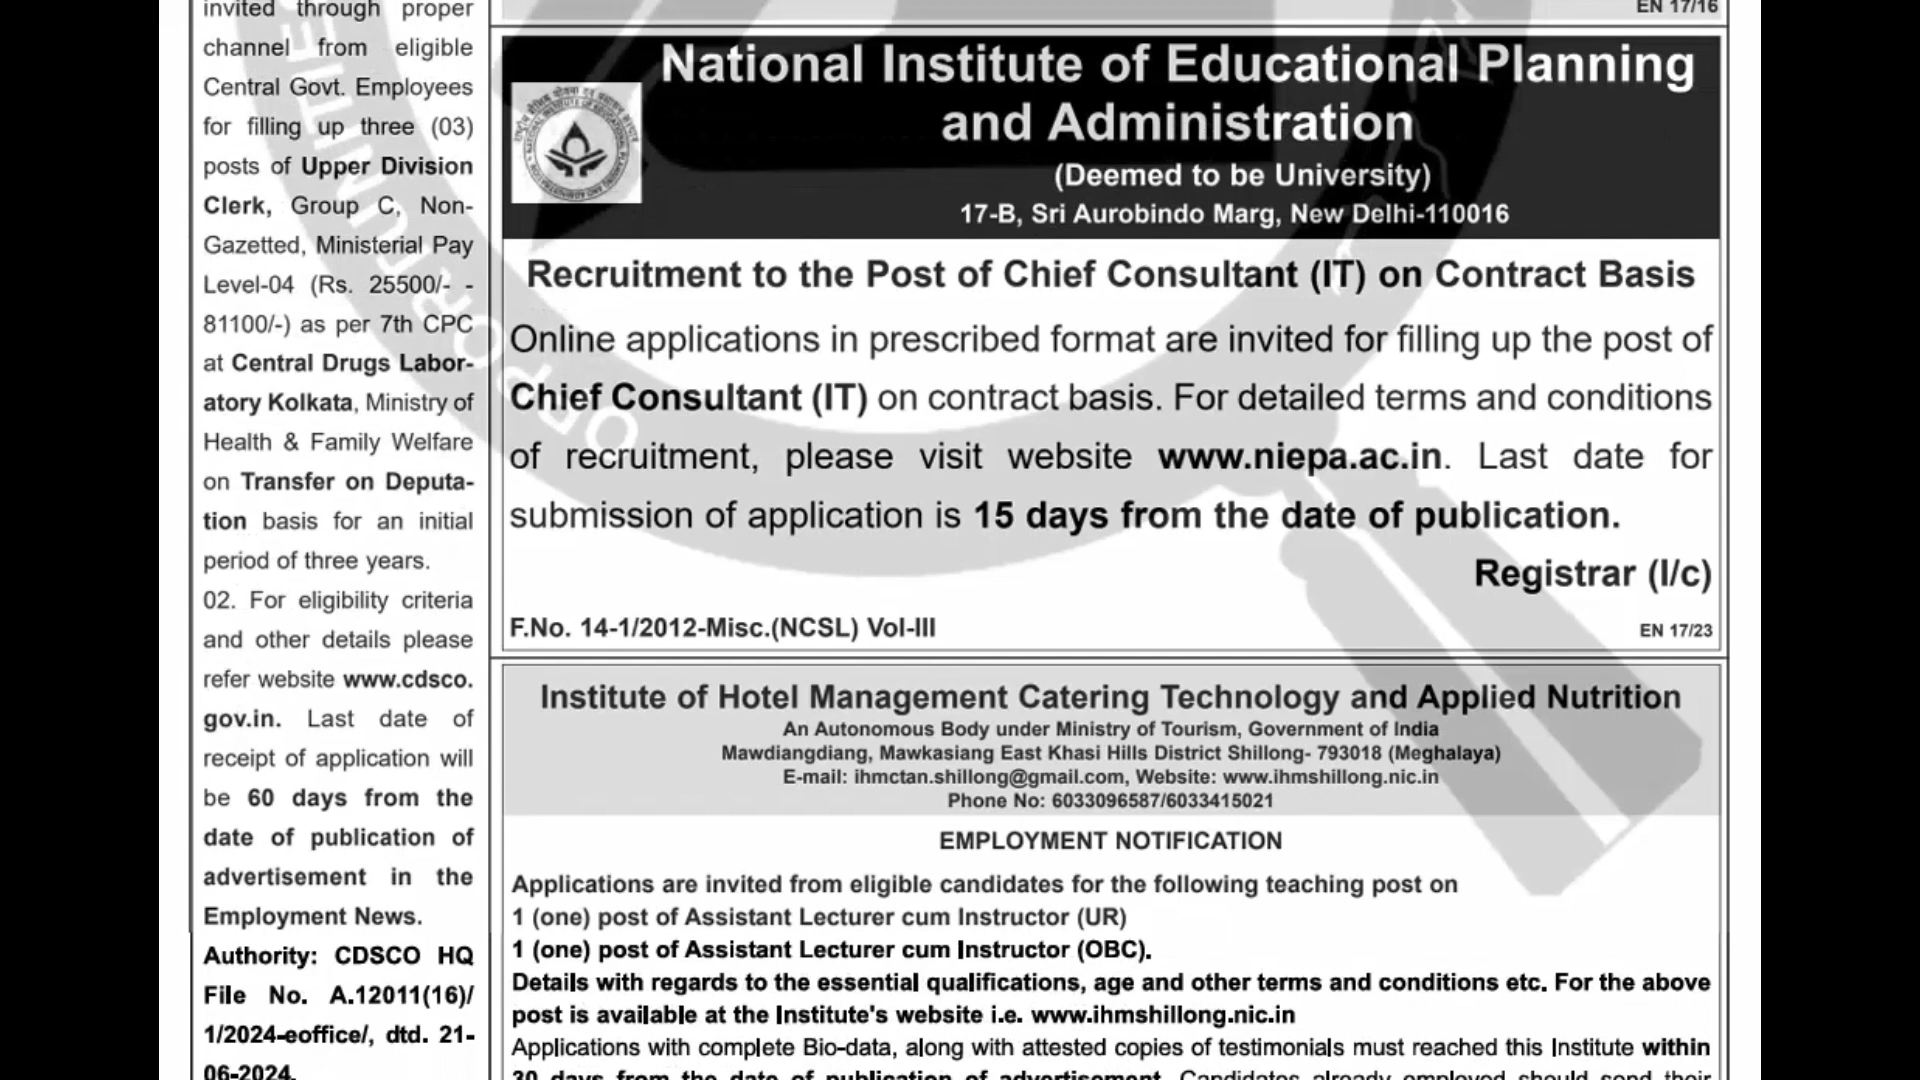 invited through proper
channel from eligible
Central Govt. Employees
for filling up three (03)
posts of Upper Division
Clerk, Group C, Non-
Gazetted, Ministerial Pay
Level-04 (Rs. 25500/- -
81100/-) as per 7th CPC
at Central Drugs Labor-
atory Kolkata, Ministry of
Health & Family Welfare
on Transfer on Deputa-
tion basis for an initial
period of three years.
02. For eligibility criteria
and other details please
refer website www.cdsco.
gov.in. Last date of
receipt of application will
be 60 days from the
date of publication of
advertisement in the
Employment News.
Authority: CDSCO HQ
File No. A.12011(16)/
1/2024-eoffice/, dtd. 21-
06-2024.
EN 17/16
National Institute of Educational Planning
and Administration
(Deemed to be University)
17-B, Sri Aurobindo Marg, New Delhi-110016
Recruitment to the Post of Chief Consultant (IT) on Contract Basis
Online applications in prescribed format are invited for filling up the post of
Chief Consultant (IT) on contract basis. For detailed terms and conditions
of recruitment, please visit website www.niepa.ac.in. Last date for
submission of application is 15 days from the date of publication.
Registrar (I/c)
F.No. 14-1/2012-Misc.(NCSL) Vol-III
EN 17/23
Institute of Hotel Management Catering Technology and Applied Nutrition
An Autonomous Body under Ministry of Tourism, Government of India
Mawdiangdiang, Mawkasiang East Khasi Hills District Shillong- 793018 (Meghalaya)
E-mail: ihmctan.shillong@gmail.com, Website: www.ihmshillong.nic.in
Phone No: 6033096587/6033415021
EMPLOYMENT NOTIFICATION
Applications are invited from eligible candidates for the following teaching post on
1 (one) post of Assistant Lecturer cum Instructor (UR)
1 (one) post of Assistant Lecturer cum Instructor (OBC).
Details with regards to the essential qualifications, age and other terms and conditions etc. For the above
post is available at the Institute's website i.e. www.ihmshillong.nic.in
Applications with complete Bio-data, along with attested copies of testimonials must reached this Institute within
30 days from the date of publication of advertisement. Candidates already employed should send their